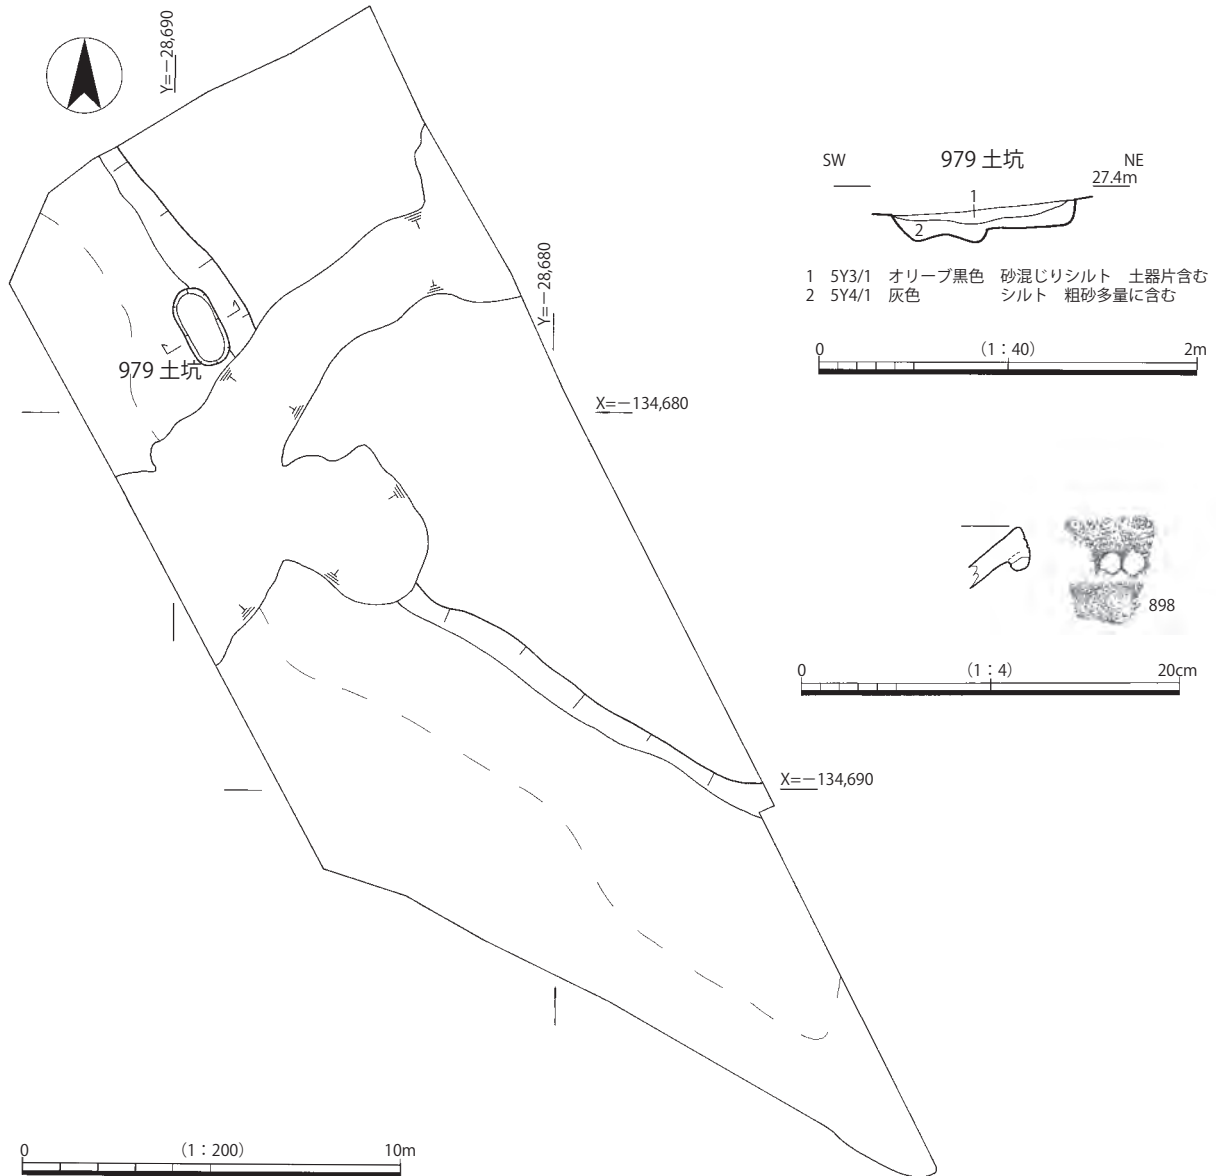 Y=−28,690
SW 979 土坑 NE
27.4m
1
2
1 5Y3/1 オリーブ黒色 砂混じりシルト 土器片含む
2 5Y4/1 灰色 シルト 粗砂多量に含む
0 (1：40) 2m
Y=−28,680
979 土坑
X=−134,680
898
0 (1：4) 20cm
X=−134,690
0 (1：200) 10m